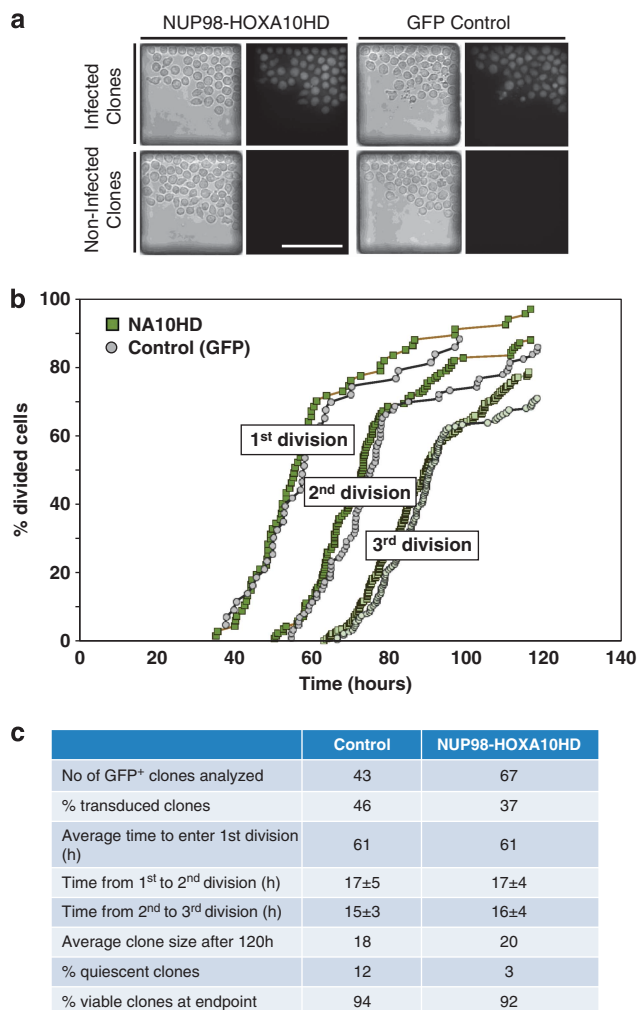 a
NUP98-HOXA10HD
GFP Control
Infected Clones
Non-Infected Clones
b
% divided cells
100
80
60
40
20
0
NA10HD
Control (GFP)
1st division
2nd division
3rd division
0 20 40 60 80 100 120 140
Time (hours)
c
Control NUP98-HOXA10HD
No of GFP+ clones analyzed 43 67
% transduced clones 46 37
Average time to enter 1st division (h) 61 61
Time from 1st to 2nd division (h) 17±5 17±4
Time from 2nd to 3rd division (h) 15±3 16±4
Average clone size after 120h 18 20
% quiescent clones 12 3
% viable clones at endpoint 94 92